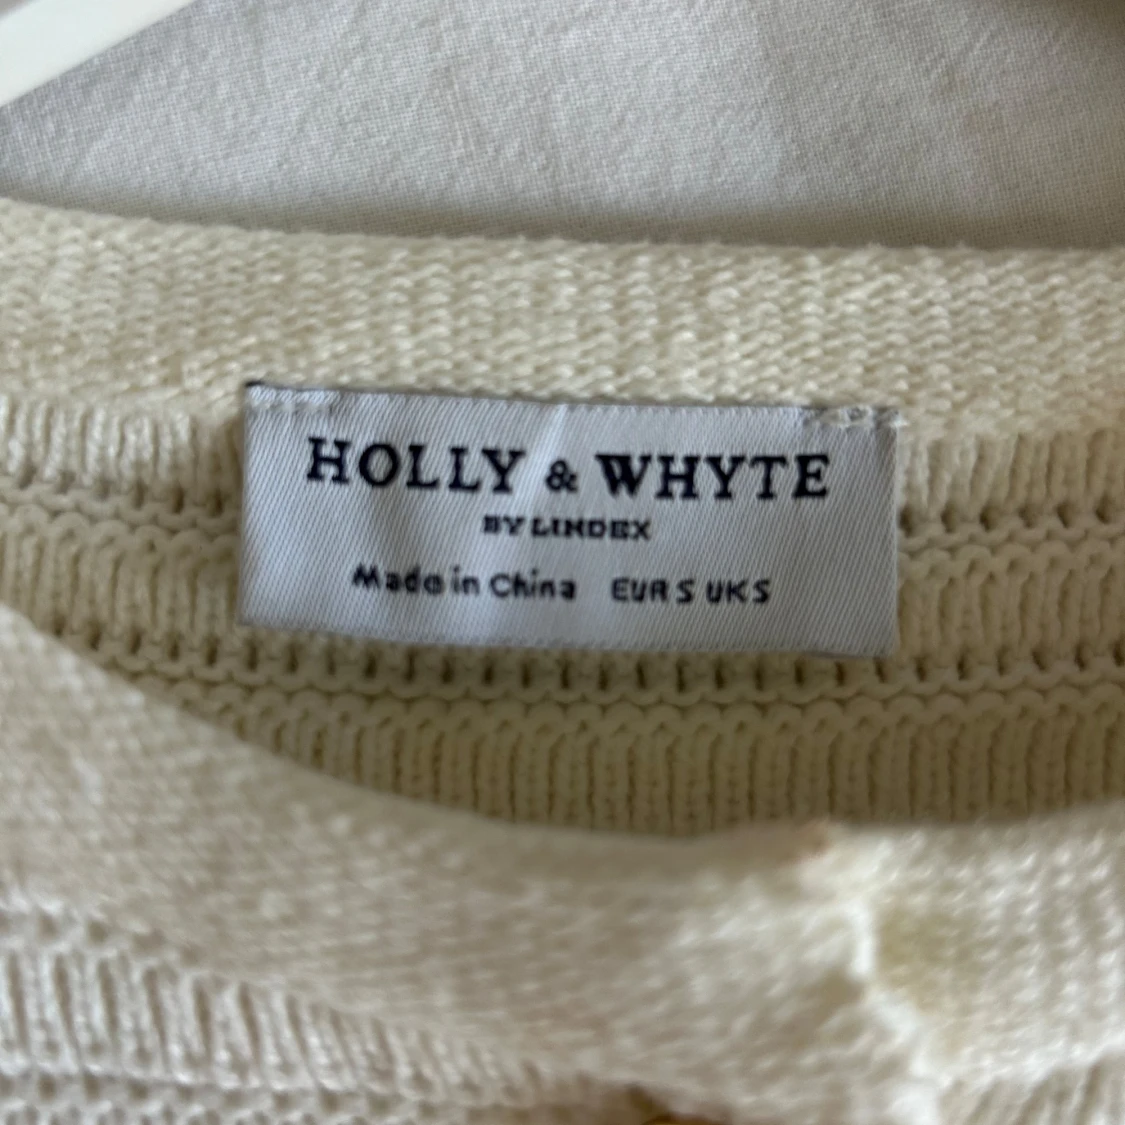 HOLLY & WHYTE
BY LINDEX
Made in China EUR S UK S